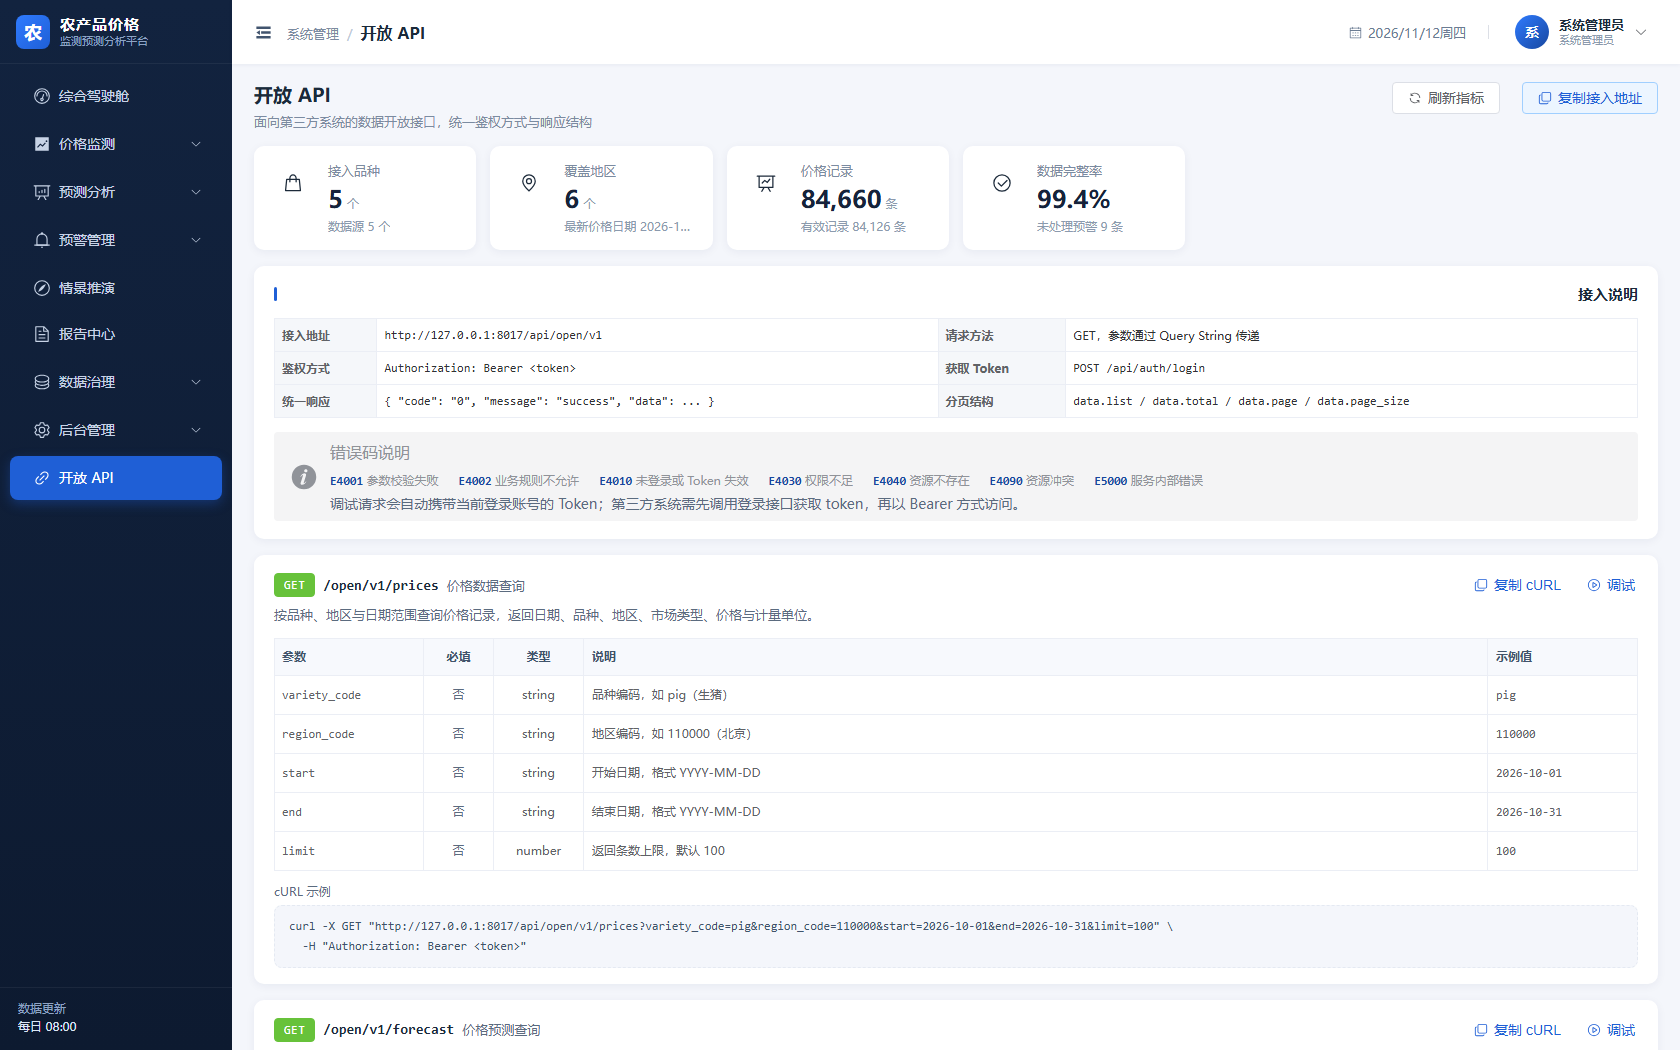 农
农产品价格
监测预测分析平台
综合驾驶舱
价格监测
预测分析
预警管理
情景推演
报告中心
数据治理
后台管理
开放 API
数据更新
每日 08:00
系统管理 / 开放 API
2026/11/12周四
系
系统管理员
系统管理员
开放 API
面向第三方系统的数据开放接口，统一鉴权方式与响应结构
刷新指标
复制接入地址
接入品种
5 个
数据源 5 个
覆盖地区
6 个
最新价格日期 2026-1...
价格记录
84,660 条
有效记录 84,126 条
数据完整率
99.4%
未处理预警 9 条
接入说明
接入地址 http://127.0.0.1:8017/api/open/v1 请求方法 GET，参数通过 Query String 传递
鉴权方式 Authorization: Bearer <token> 获取 Token POST /api/auth/login
统一响应 { "code": "0", "message": "success", "data": ... } 分页结构 data.list / data.total / data.page / data.page_size
错误码说明
E4001 参数校验失败 E4002 业务规则不允许 E4010 未登录或 Token 失效 E4030 权限不足 E4040 资源不存在 E4090 资源冲突 E5000 服务内部错误
调试请求会自动携带当前登录账号的 Token；第三方系统需先调用登录接口获取 token，再以 Bearer 方式访问。
GET /open/v1/prices 价格数据查询
复制 cURL 调试
按品种、地区与日期范围查询价格记录，返回日期、品种、地区、市场类型、价格与计量单位。
参数 必填 类型 说明 示例值
variety_code 否 string 品种编码，如 pig（生猪） pig
region_code 否 string 地区编码，如 110000（北京） 110000
start 否 string 开始日期，格式 YYYY-MM-DD 2026-10-01
end 否 string 结束日期，格式 YYYY-MM-DD 2026-10-31
limit 否 number 返回条数上限，默认 100 100
cURL 示例
curl -X GET "http://127.0.0.1:8017/api/open/v1/prices?variety_code=pig&region_code=110000&start=2026-10-01&end=2026-10-31&limit=100" \
-H "Authorization: Bearer <token>"
GET /open/v1/forecast 价格预测查询
复制 cURL 调试